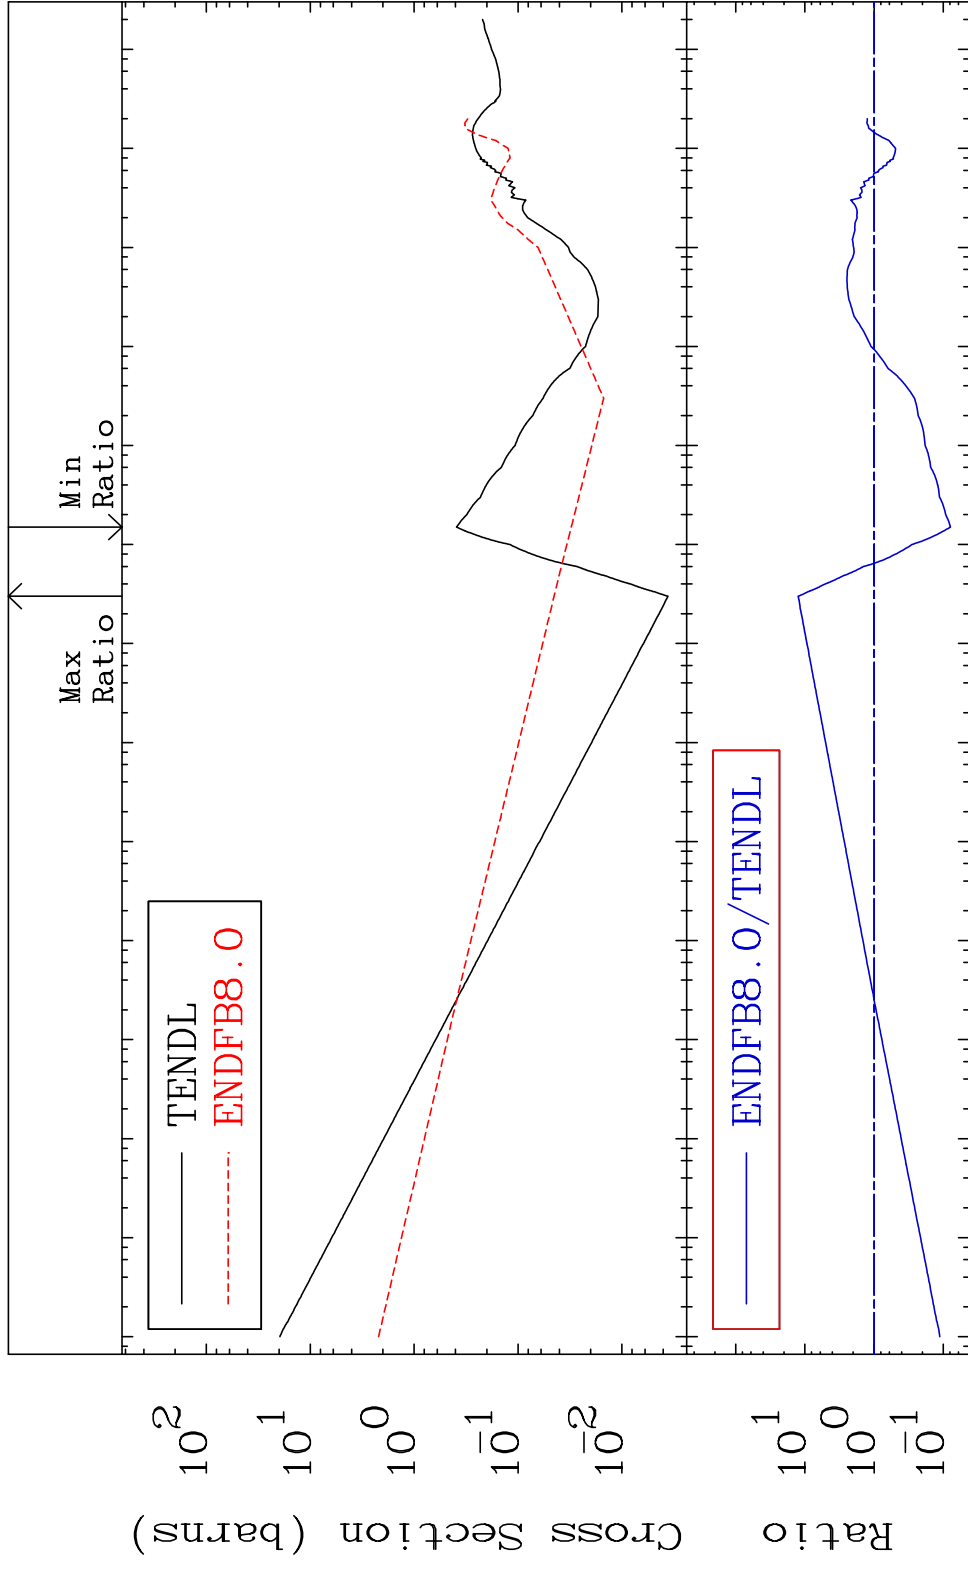 Max
Ratio
Min
Ratio
TENDL
ENDFB8.0
ENDFB8.0/TENDL
10^2
10^1
10^0
10^-1
10^-2
Cross Section (barns)
10^1
10^0
10^-1
Ratio